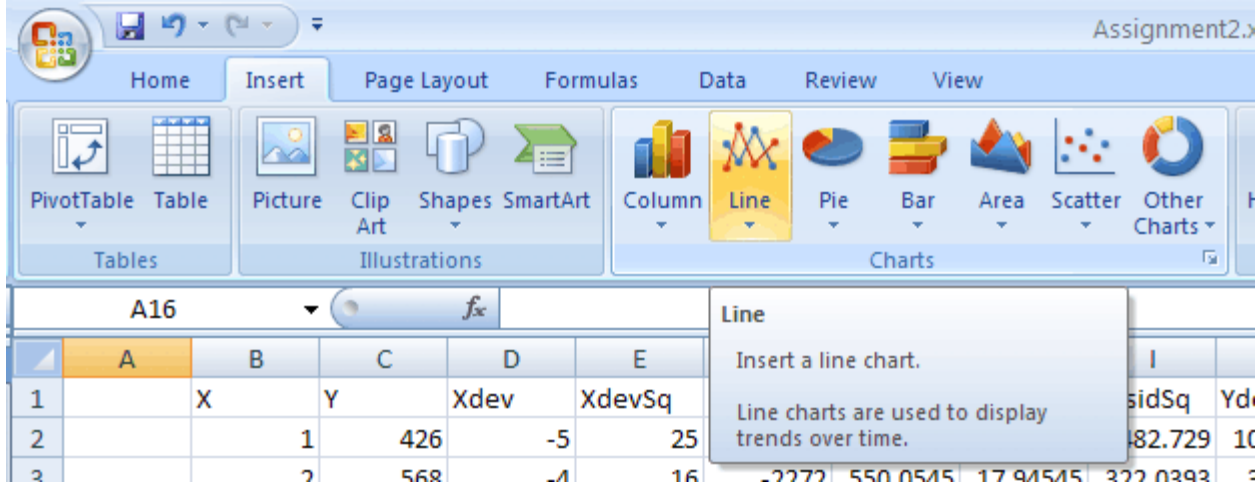 Assignment2.x
Home Insert Page Layout Formulas Data Review View
PivotTable Table Picture Clip Art Shapes SmartArt Column Line Pie Bar Area Scatter Other Charts
Tables Illustrations Charts
A16 fx
Line
Insert a line chart.
Line charts are used to display
trends over time.
A B C D E I
1 X Y Xdev XdevSq sidSq Yd
2 1 426 -5 25 482.729 10
3 2 568 -4 16 -2272 550.0545 17.94545 322.0393